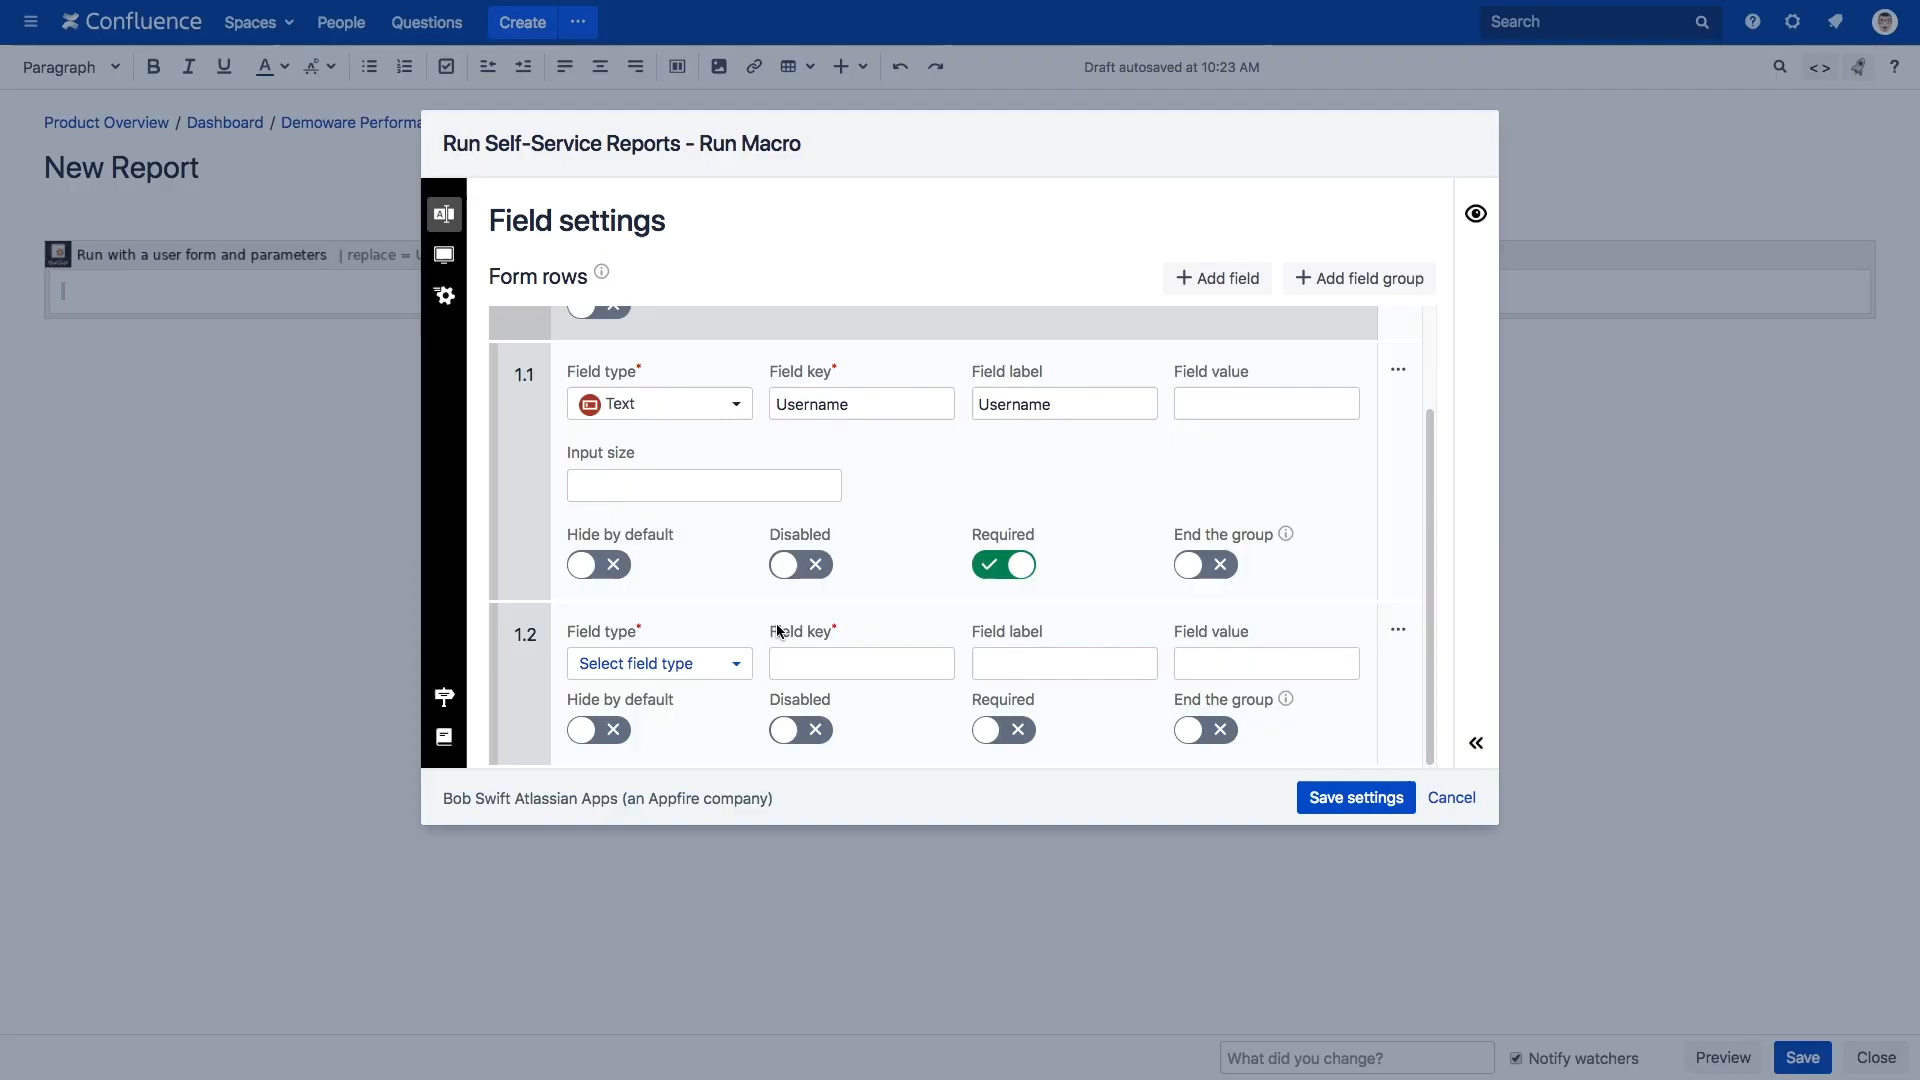 Confluence Spaces People Questions Create ··· Search
Paragraph B I U A Draft autosaved at 10:23 AM < > ?
Product Overview / Dashboard / Demoware Performa
New Report
Run with a user form and parameters | replace = U
Run Self-Service Reports - Run Macro
Field settings
Form rows + Add field + Add field group
1.1 Field type* Field key* Field label Field value ···
Text Username Username
Input size
Hide by default Disabled Required End the group
1.2 Field type* Field key* Field label Field value ···
Select field type
Hide by default Disabled Required End the group
Bob Swift Atlassian Apps (an Appfire company) Save settings Cancel
What did you change? Notify watchers Preview Save Close